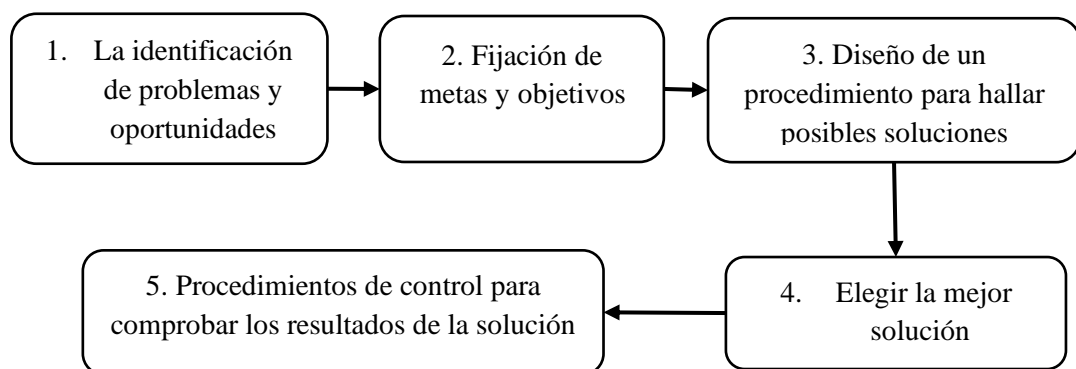 1. La identificación
de problemas y
oportunidades
2. Fijación de
metas y objetivos
3. Diseño de un
procedimiento para hallar
posibles soluciones
4. Elegir la mejor
solución
5. Procedimientos de control para
comprobar los resultados de la solución